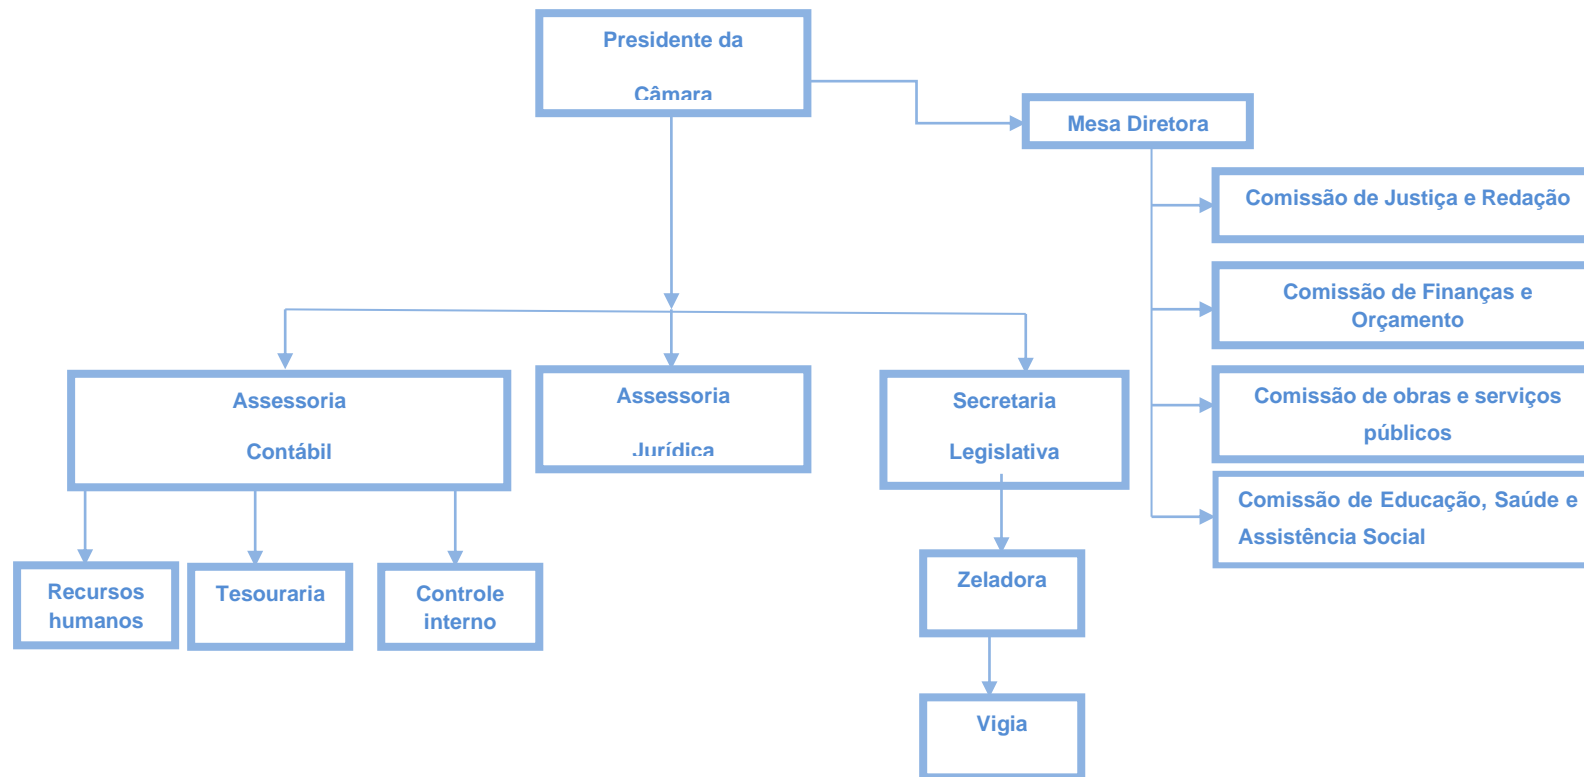 Presidente da
Câmara
Mesa Diretora
Comissão de Justiça e Redação
Comissão de Finanças e
Orçamento
Comissão de obras e serviços
públicos
Comissão de Educação, Saúde e
Assistência Social
Assessoria
Contábil
Assessoria
Jurídica
Secretaria
Legislativa
Recursos
humanos
Tesouraria
Controle
interno
Zeladora
Vigia